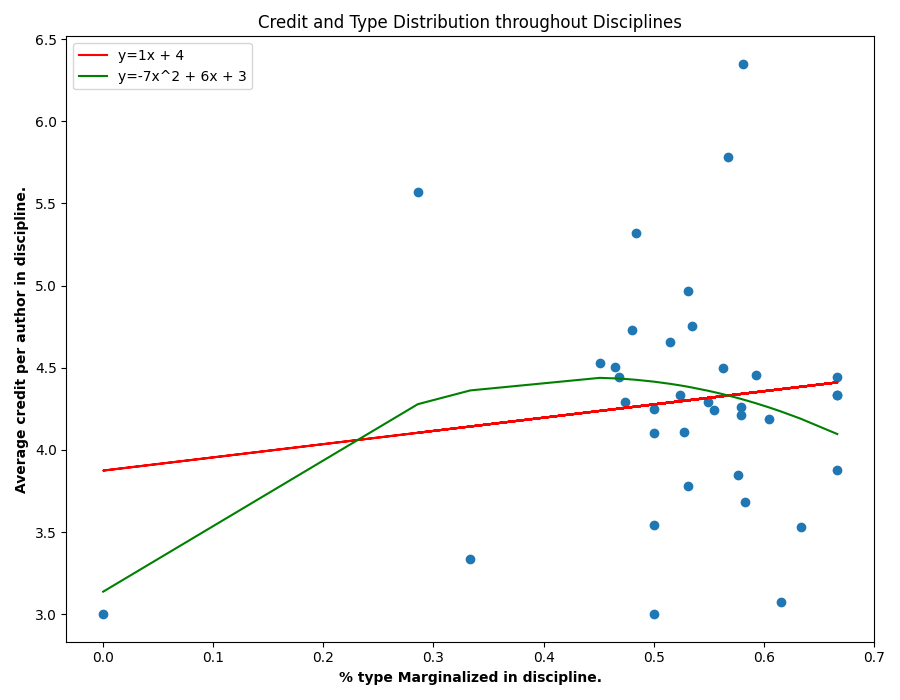 Credit and Type Distribution throughout Disciplines
y=1x + 4
y=-7x^2 + 6x + 3
6.5
6.0
5.5
5.0
4.5
4.0
3.5
3.0
Average credit per author in discipline.
0.0 0.1 0.2 0.3 0.4 0.5 0.6 0.7
% type Marginalized in discipline.